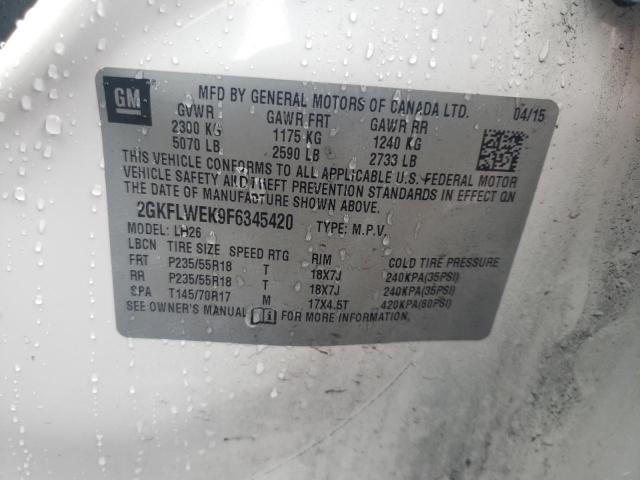 GM
MFD BY GENERAL MOTORS OF CANADA LTD. 04/15
GVWR GAWR FRT GAWR RR
2300 KG 1175 KG 1240 KG
5070 LB 2590 LB 2733 LB
THIS VEHICLE CONFORMS TO ALL APPLICABLE U.S. FEDERAL MOTOR
VEHICLE SAFETY AND THEFT PREVENTION STANDARDS IN EFFECT ON
THE DATE OF MANUFACTURE SHOWN ABOVE.
2GKFLWEK9F6345420 TYPE: M.P.V.
MODEL: LH26
LBCN TIRE SIZE SPEED RTG RIM COLD TIRE PRESSURE
FRT P235/55R18 T 18X7J 240KPA(35PSI)
RR P235/55R18 T 18X7J 240KPA(35PSI)
SPA T145/70R17 M 17X4.5T 420KPA(60PSI)
SEE OWNER'S MANUAL FOR MORE INFORMATION.